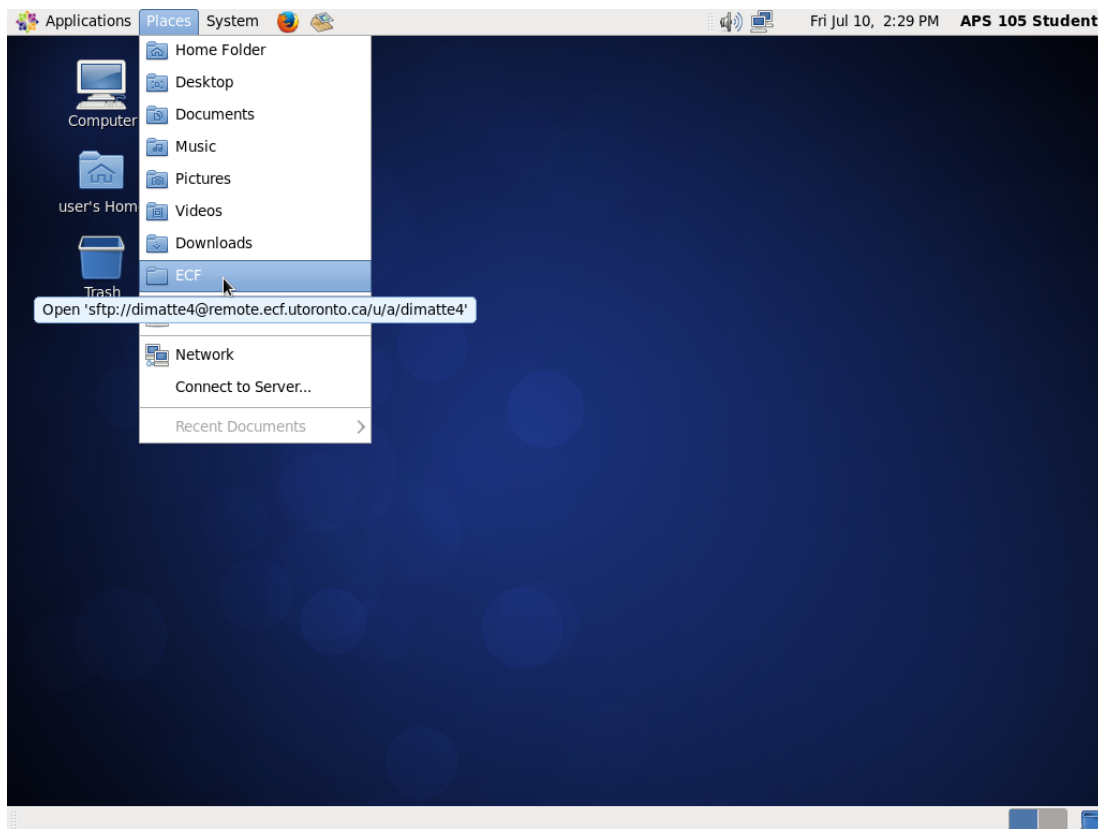 Applications Places System Fri Jul 10, 2:29 PM APS 105 Student
Home Folder
Desktop
Documents
Music
Pictures
Videos
Downloads
ECF
Open 'sftp://dimatte4@remote.ecf.utoronto.ca/u/a/dimatte4'
Network
Connect to Server...
Recent Documents
Computer
user's Hom
Trash